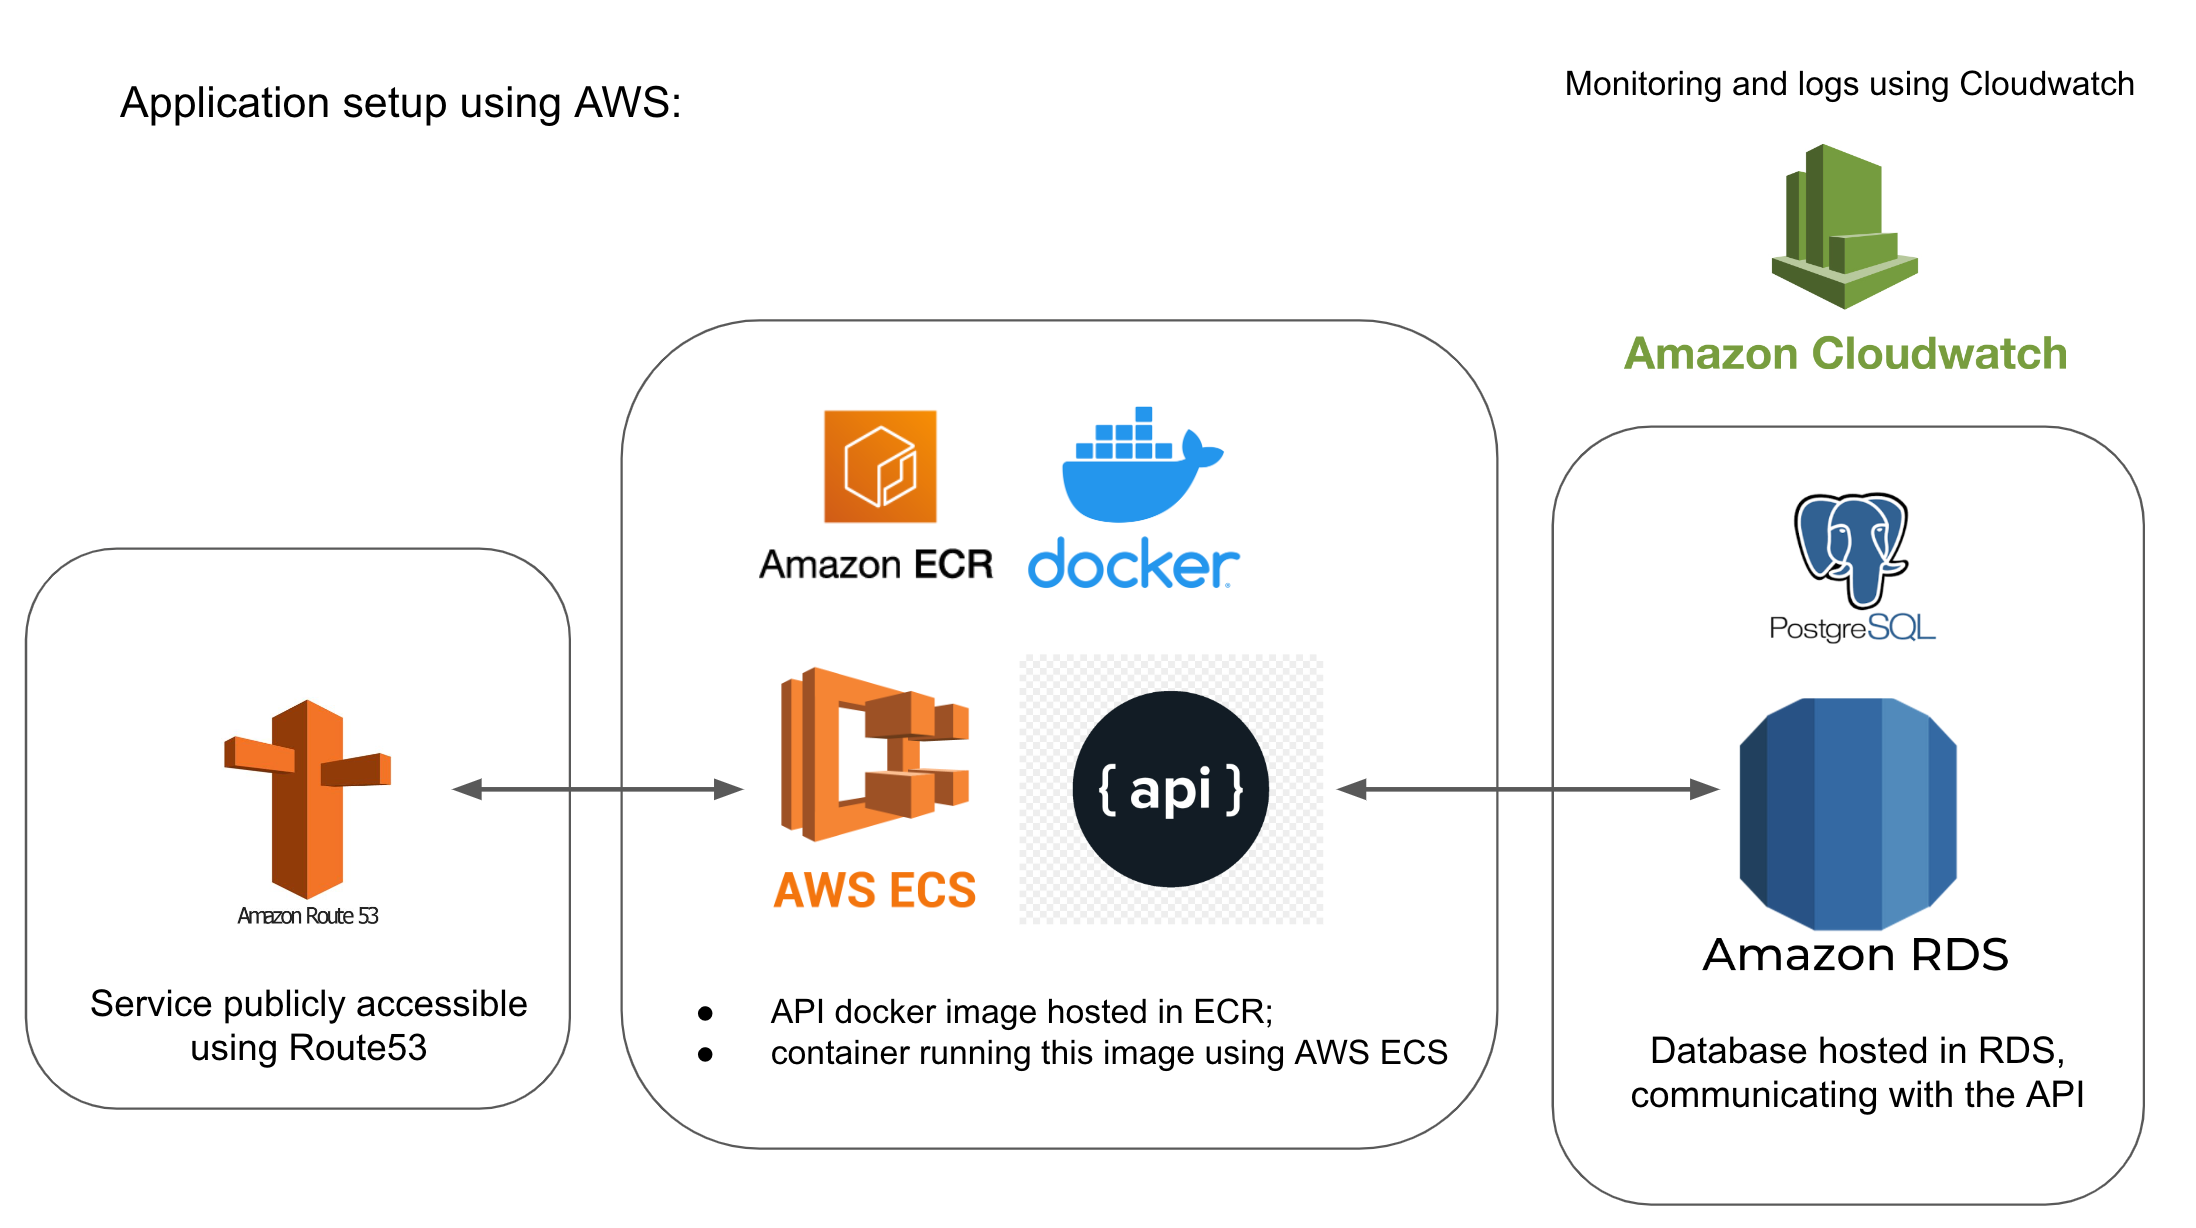 Application setup using AWS:
Monitoring and logs using Cloudwatch
Amazon Cloudwatch
Amazon ECR
docker
PostgreSQL
Amazon Route 53
AWS ECS
{ api }
Amazon RDS
Service publicly accessible
using Route53
● API docker image hosted in ECR;
● container running this image using AWS ECS
Database hosted in RDS,
communicating with the API